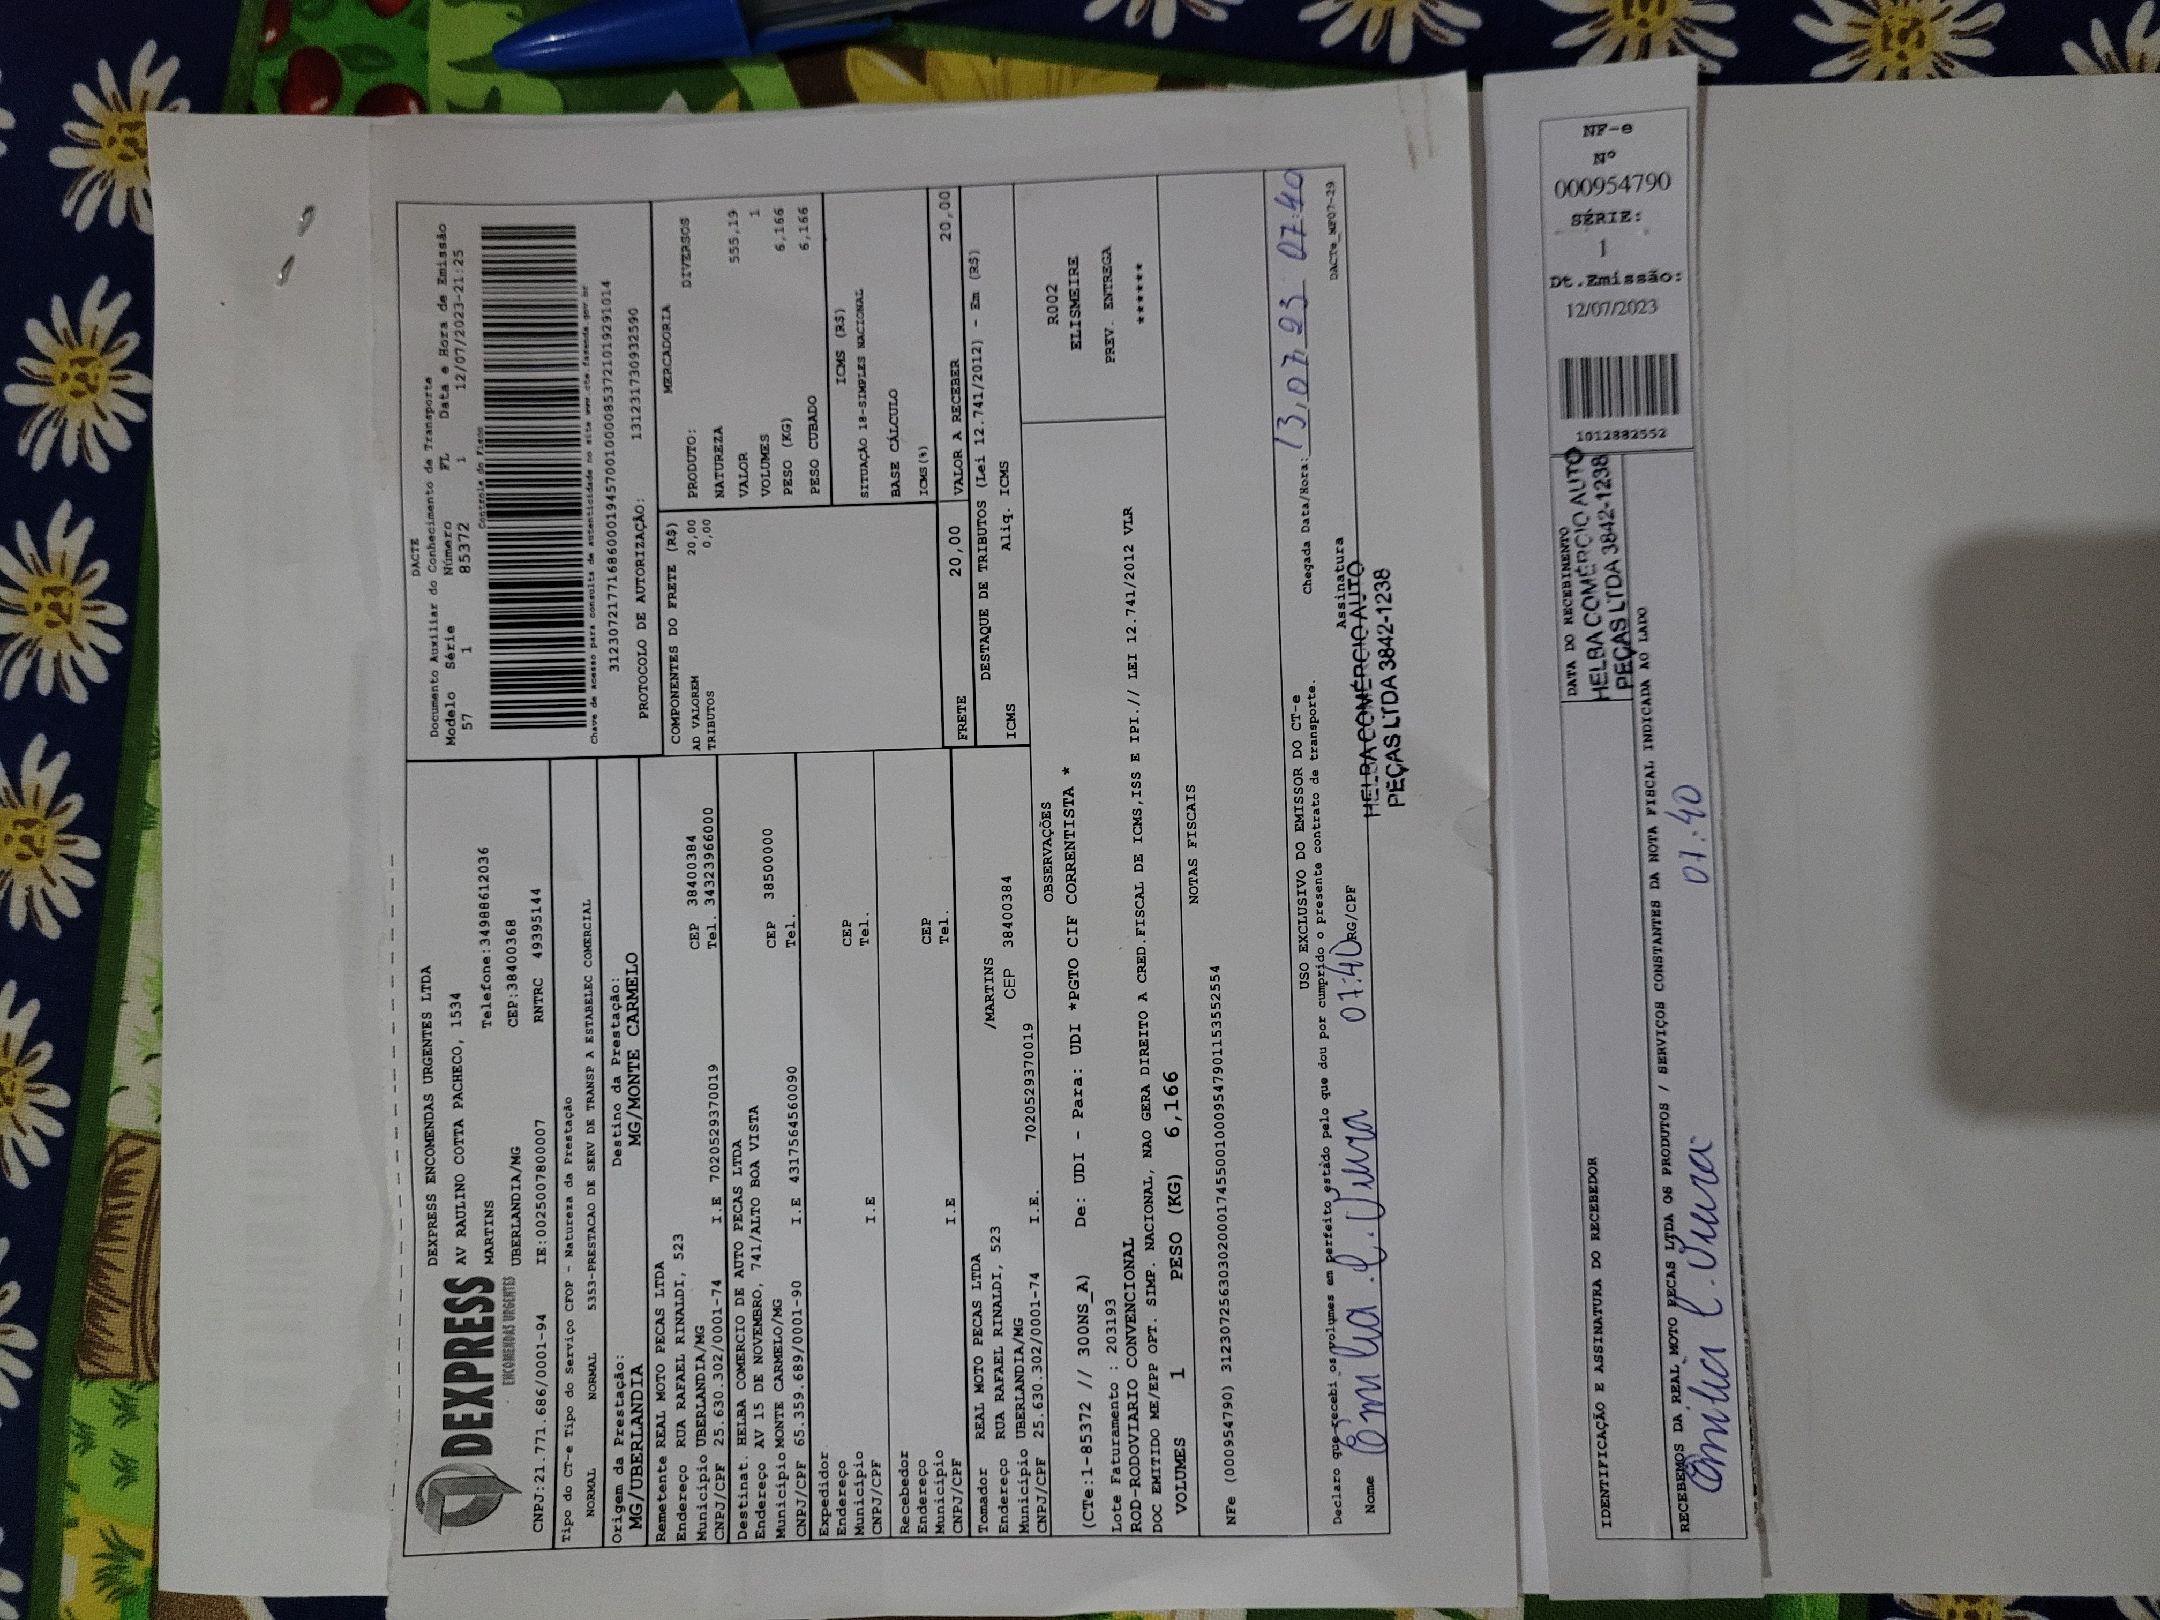 DEXPRESS
ENCOMENDAS URGENTES
DEXPRESS ENCOMENDAS URGENTES LTDA
AV RAULINO COTTA PACHECO, 1534
MARTINS Telefone:3498861​2036
UBERLANDIA/MG CEP:38400368
CNPJ:21.771.686/0001-94 IE:0025007800007 RNTRC 49395144
DACTE
Documento Auxiliar do Conhecimento de Transporte
Modelo Série Número FL Data e Hora de Emissão
57 1 85372 1 12/07/2023-21:25
Controle do Fisco
Chave de acesso para consulta de autenticidade no site www.cte.fazenda.gov.br
31230721771686000194570010000853721019291014
PROTOCOLO DE AUTORIZAÇÃO: 131231730932590
Tipo do CT-e Tipo do Serviço CFOP - Natureza da Prestação
NORMAL NORMAL 5353-PRESTACAO DE SERV DE TRANSP A ESTABELEC COMERCIAL
Origem da Prestação: Destino da Prestação:
MG/UBERLANDIA MG/MONTE CARMELO
Remetente REAL MOTO PECAS LTDA
Endereço RUA RAFAEL RINALDI, 523 CEP 38400384
Município UBERLANDIA/MG Tel. 34323966000
CNPJ/CPF 25.630.302/0001-74 I.E 7020529370019
Destinat. HELBA COMERCIO DE AUTO PECAS LTDA
Endereço AV 15 DE NOVEMBRO, 741/ALTO BOA VISTA CEP 38500000
Município MONTE CARMELO/MG Tel.
CNPJ/CPF 65.359.689/0001-90 I.E 4317564560090
Expedidor
Endereço CEP
Município Tel.
CNPJ/CPF I.E
Recebedor
Endereço CEP
Município Tel.
CNPJ/CPF I.E
Tomador REAL MOTO PECAS LTDA
Endereço RUA RAFAEL RINALDI, 523 /MARTINS
Município UBERLANDIA/MG CEP 38400384
CNPJ/CPF 25.630.302/0001-74 I.E. 7020529370019
COMPONENTES DO FRETE (R$)
AD VALOREM 20,00
TRIBUTOS 0,00
MERCADORIA
PRODUTO: DIVERSOS
NATUREZA
VALOR 555,19
VOLUMES 1
PESO (KG) 6,166
PESO CUBADO 6,166
ICMS (R$)
SITUAÇÃO 18-SIMPLES NACIONAL
BASE CÁLCULO
ICMS(%)
FRETE 20,00 VALOR A RECEBER 20,00
DESTAQUE DE TRIBUTOS (Lei 12.741/2012) - Em (R$)
ICMS Aliq. ICMS
OBSERVAÇÕES
(CTe:1-85372 // 300NS_A) De: UDI - Para: UDI *PGTO CIF CORRENTISTA *
Lote Faturamento : 203193
ROD-RODOVIARIO CONVENCIONAL
DOC EMITIDO ME/EPP OPT. SIMP. NACIONAL, NAO GERA DIREITO A CRED.FISCAL DE ICMS,ISS E IPI.// LEI 12.741/2012 VLR
R002
ELISMEIRE
PREV. ENTREGA
*****
VOLUMES 1 PESO (KG) 6,166
NOTAS FISCAIS
NFe (000954790) 31230725630302000174550010009547901153552554
USO EXCLUSIVO DO EMISSOR DO CT-e
Chegada Data/Hora: 13,07,23 07:40
Declaro que recebi os volumes em perfeito estado pelo que dou por cumprido o presente contrato de transporte.
Nome 07:40 RG/CPF Assinatura DACTe_NF07-29
HELBA COMÉRCIO AUTO
PEÇAS LTDA 3842-1238
NF-e
Nº
000954790
SÉRIE:
1
Dt.Emissão:
12/07/2023
1012882552
IDENTIFICAÇÃO E ASSINATURA DO RECEBEDOR
DATA DO RECEBIMENTO
HELBA COMÉRCIO AUTO
PEÇAS LTDA 3842-1238
RECEBEMOS DA REAL MOTO PECAS LTDA OS PRODUTOS / SERVIÇOS CONSTANTES DA NOTA FISCAL INDICADA AO LADO
07:40